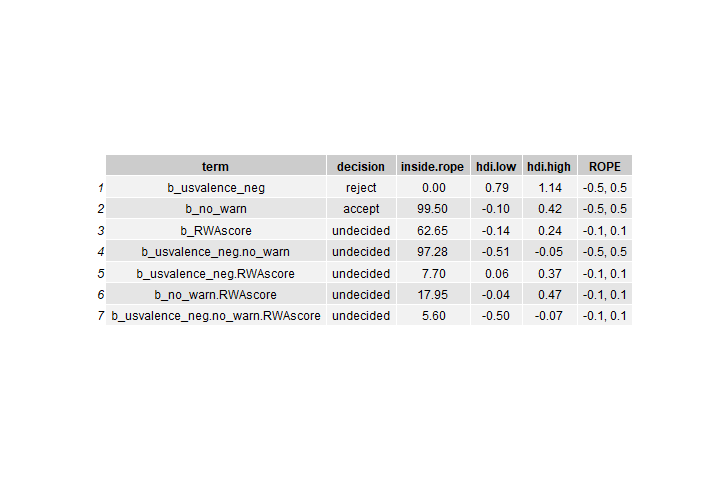 term decision inside.rope hdi.low hdi.high ROPE
1 b_usvalence_neg reject 0.00 0.79 1.14 -0.5, 0.5
2 b_no_warn accept 99.50 -0.10 0.42 -0.5, 0.5
3 b_RWAscore undecided 62.65 -0.14 0.24 -0.1, 0.1
4 b_usvalence_neg.no_warn undecided 97.28 -0.51 -0.05 -0.5, 0.5
5 b_usvalence_neg.RWAscore undecided 7.70 0.06 0.37 -0.1, 0.1
6 b_no_warn.RWAscore undecided 17.95 -0.04 0.47 -0.1, 0.1
7 b_usvalence_neg.no_warn.RWAscore undecided 5.60 -0.50 -0.07 -0.1, 0.1